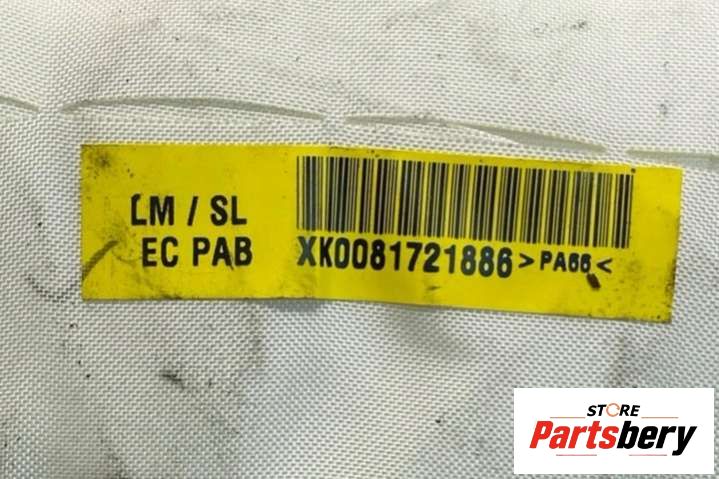 LM / SL
EC PAB
XK0081721886 >PA66<
STORE
Partsbery